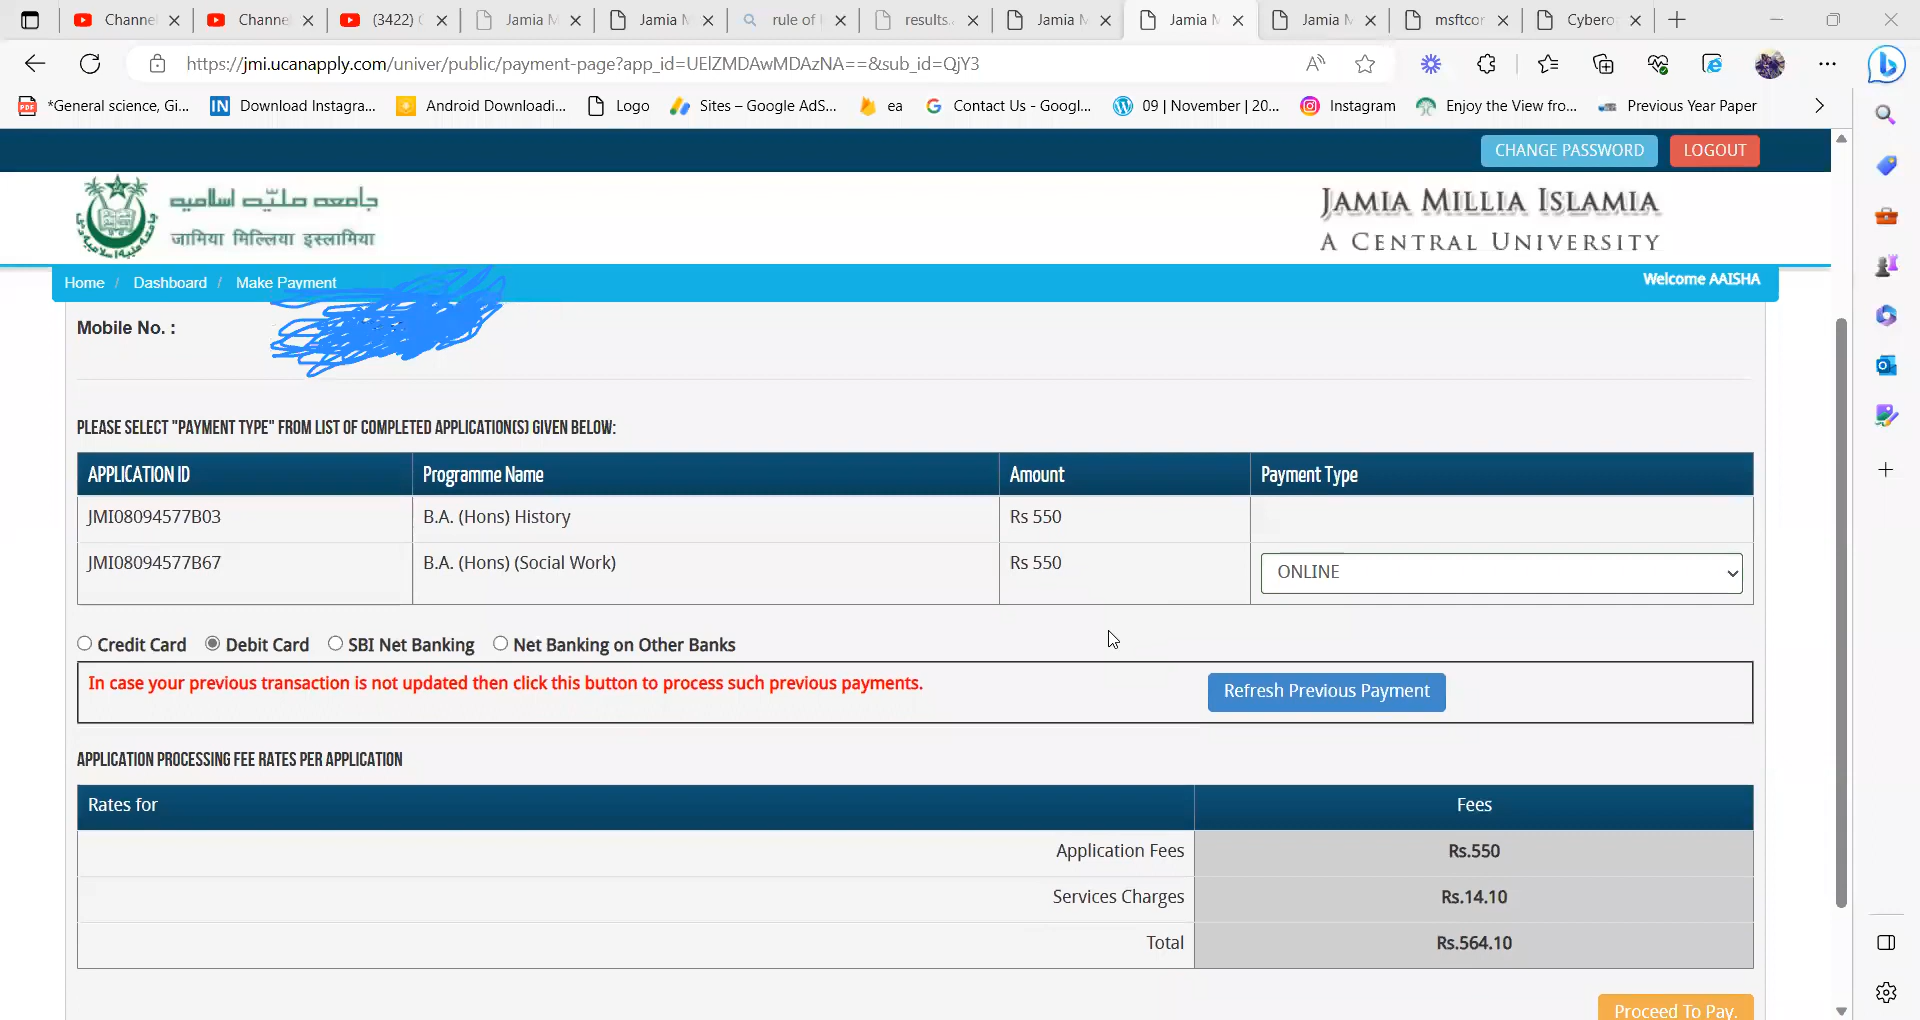 Channe
Channe
(3422)
Jamia M
Jamia M
rule of
results.
Jamia M
Jamia M
Jamia M
msftcor
Cybero
https://jmi.ucanapply.com/univer/public/payment-page?app_id=UElZMDAwMDAzNA==&sub_id=QjY3
*General science, Gi...
Download Instagra...
Android Downloadi...
Logo
Sites – Google AdS...
ea
Contact Us - Googl...
09 | November | 20...
Instagram
Enjoy the View fro...
Previous Year Paper
CHANGE PASSWORD
LOGOUT
جامعہ ملیّہ اسلامیہ
जामिया मिल्लिया इस्लामिया
JAMIA MILLIA ISLAMIA
A CENTRAL UNIVERSITY
Home / Dashboard / Make Payment
Welcome AAISHA
Mobile No. :
PLEASE SELECT "PAYMENT TYPE" FROM LIST OF COMPLETED APPLICATION(S) GIVEN BELOW:
APPLICATION ID Programme Name Amount Payment Type
JMI08094577B03 B.A. (Hons) History Rs 550
JMI08094577B67 B.A. (Hons) (Social Work) Rs 550 ONLINE
Credit Card Debit Card SBI Net Banking Net Banking on Other Banks
In case your previous transaction is not updated then click this button to process such previous payments.
Refresh Previous Payment
APPLICATION PROCESSING FEE RATES PER APPLICATION
Rates for Fees
Application Fees Rs.550
Services Charges Rs.14.10
Total Rs.564.10
Proceed To Pay.